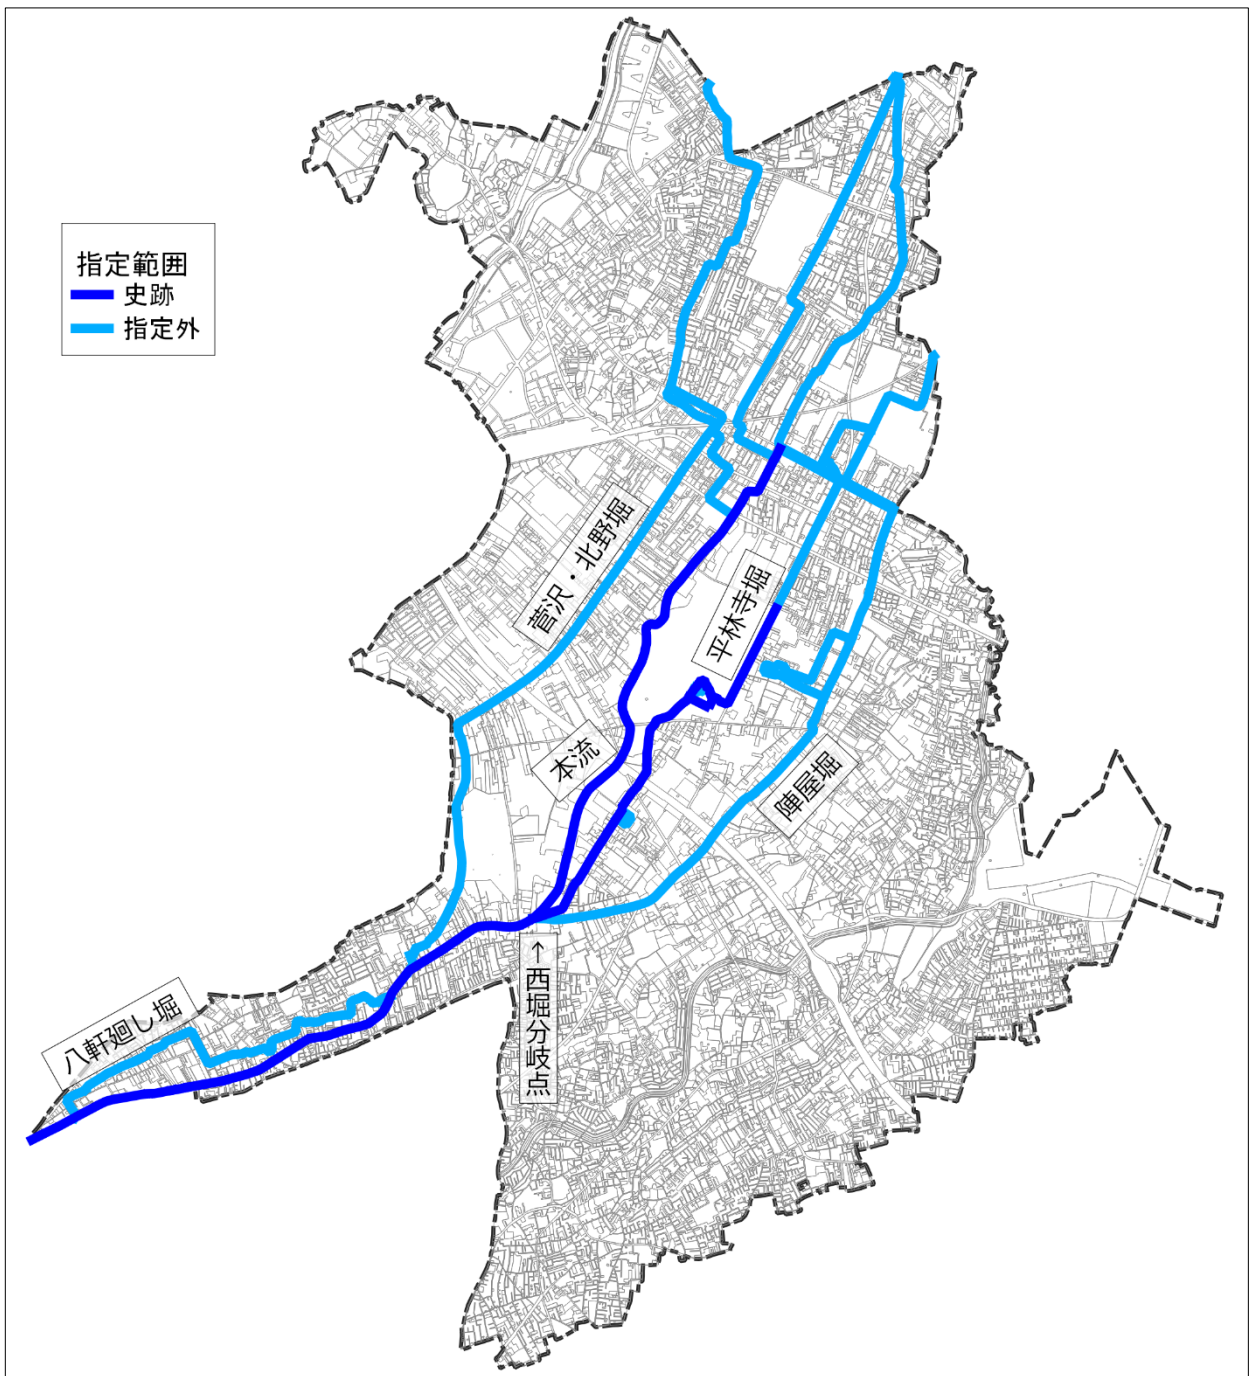 指定範囲
史跡
指定外
菅沢・北野堀
平林寺堀
本流
陣屋堀
↑西堀分岐点
八軒廻し堀